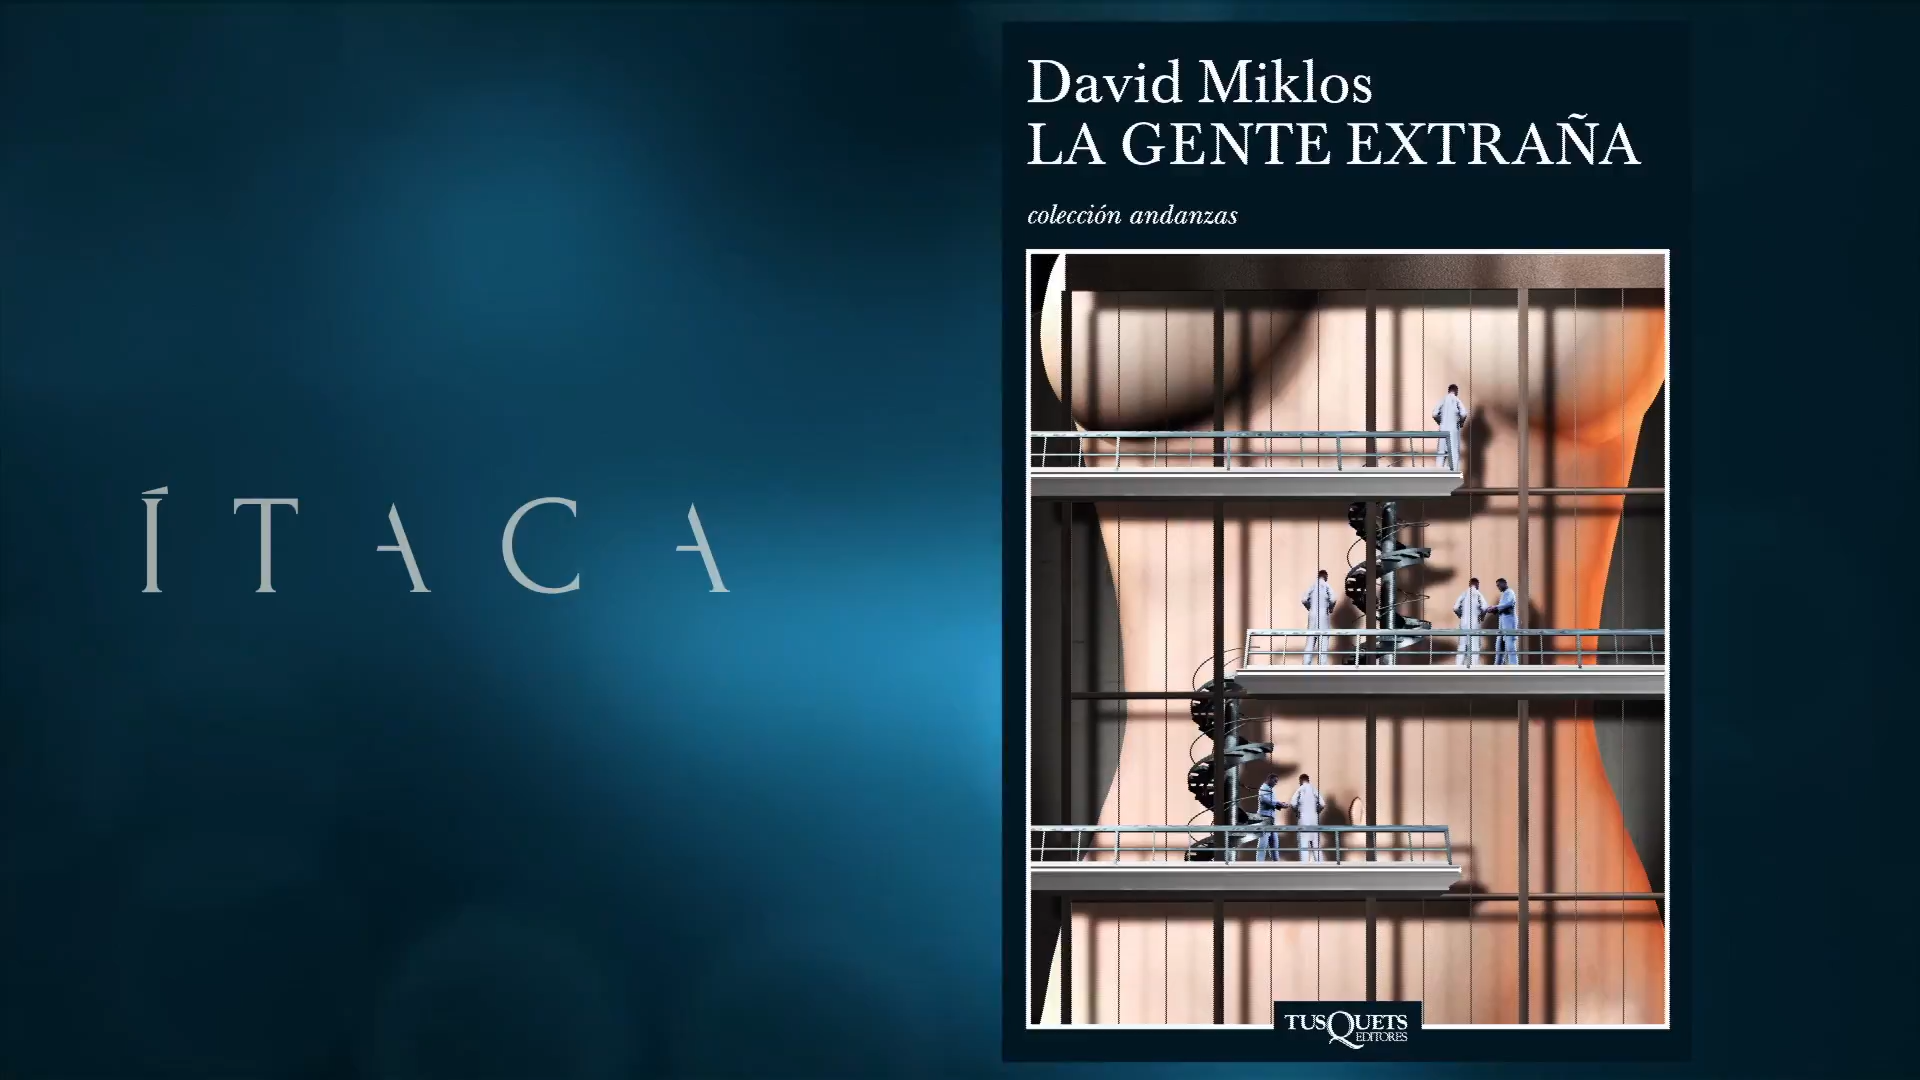 ÍTACA
David Miklos
LA GENTE EXTRAÑA
colección andanzas
TUSQUETS
EDITORES